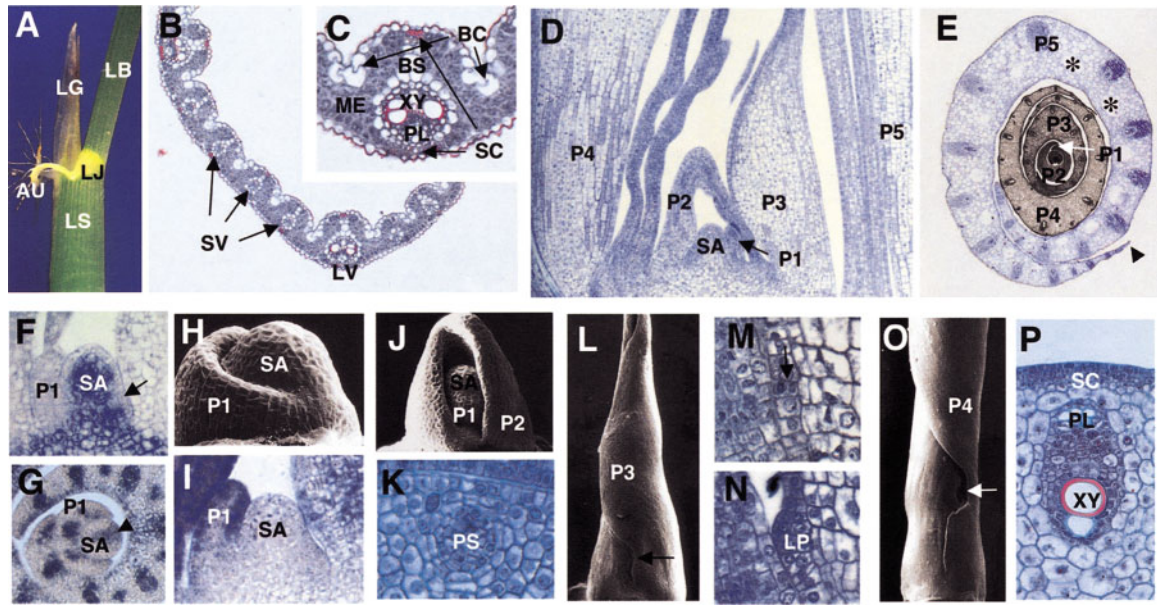 A
LG
LB
AU
LJ
LS
B
SV
LV
C
BC
BS
ME
XY
PL
SC
D
P4
P5
P2
P3
SA
P1
E
P5
*
*
P3
P1
P2
P4
F
P1
SA
G
P1
SA
H
SA
P1
I
P1
SA
J
SA
P1
P2
K
PS
L
P3
M
N
LP
O
P4
P
SC
PL
XY